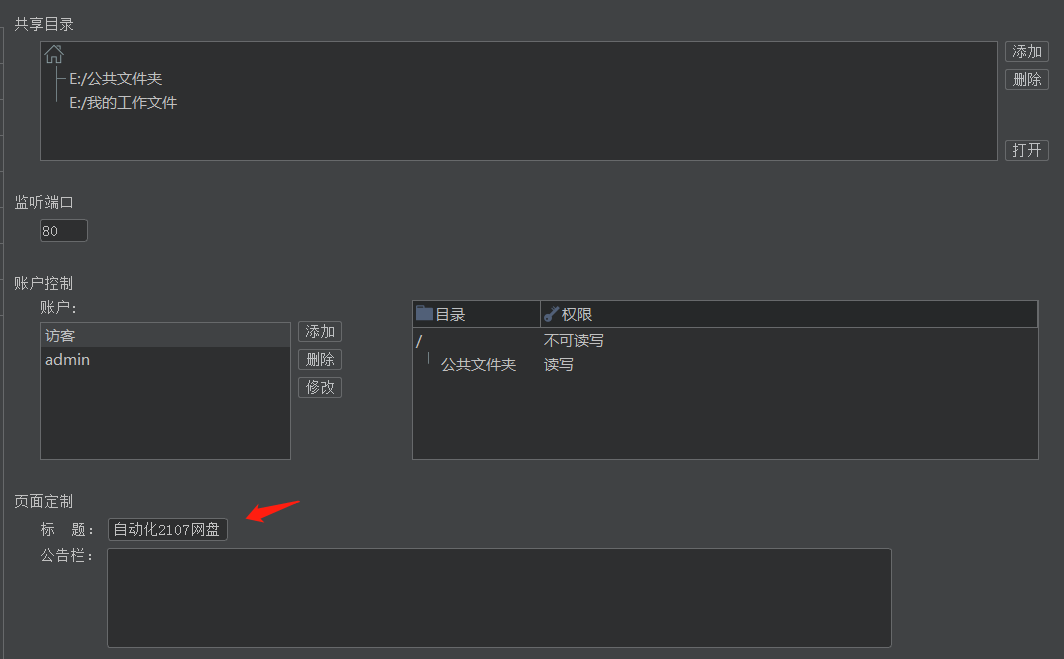 共享目录
添加
E:/公共文件夹
删除
E:/我的工作文件
打开
监听端口
80
账户控制
账户:
访客
admin
添加
删除
修改
目录 权限
/ 不可读写
公共文件夹 读写
页面定制
标 题: 自动化2107网盘
公告栏: